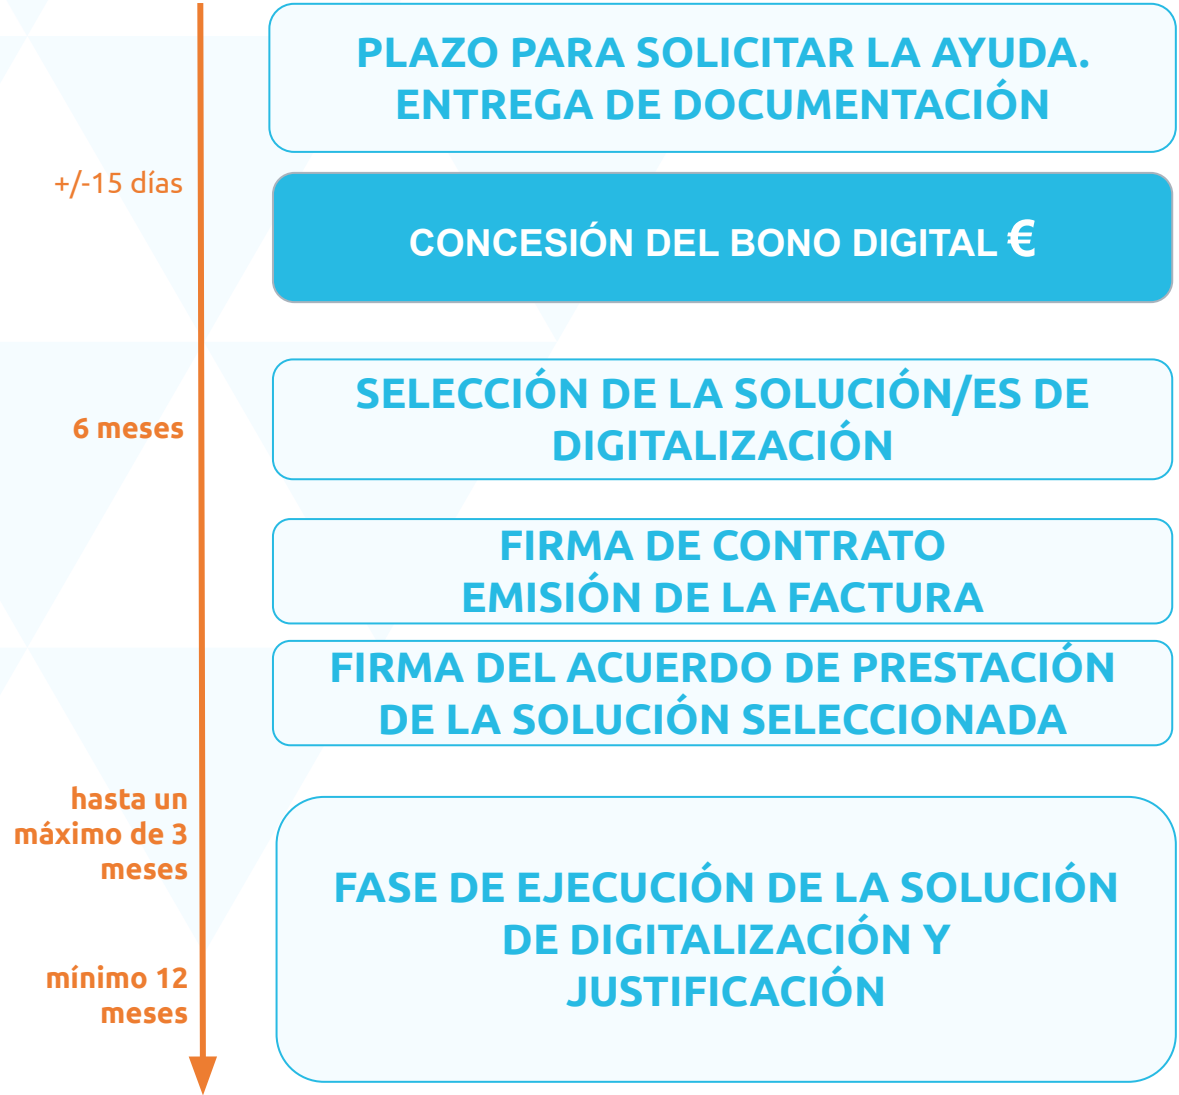 PLAZO PARA SOLICITAR LA AYUDA.
ENTREGA DE DOCUMENTACIÓN
+/-15 días
CONCESIÓN DEL BONO DIGITAL €
SELECCIÓN DE LA SOLUCIÓN/ES DE
DIGITALIZACIÓN
6 meses
FIRMA DE CONTRATO
EMISIÓN DE LA FACTURA
FIRMA DEL ACUERDO DE PRESTACIÓN
DE LA SOLUCIÓN SELECCIONADA
hasta un
máximo de 3
meses
mínimo 12
meses
FASE DE EJECUCIÓN DE LA SOLUCIÓN
DE DIGITALIZACIÓN Y
JUSTIFICACIÓN